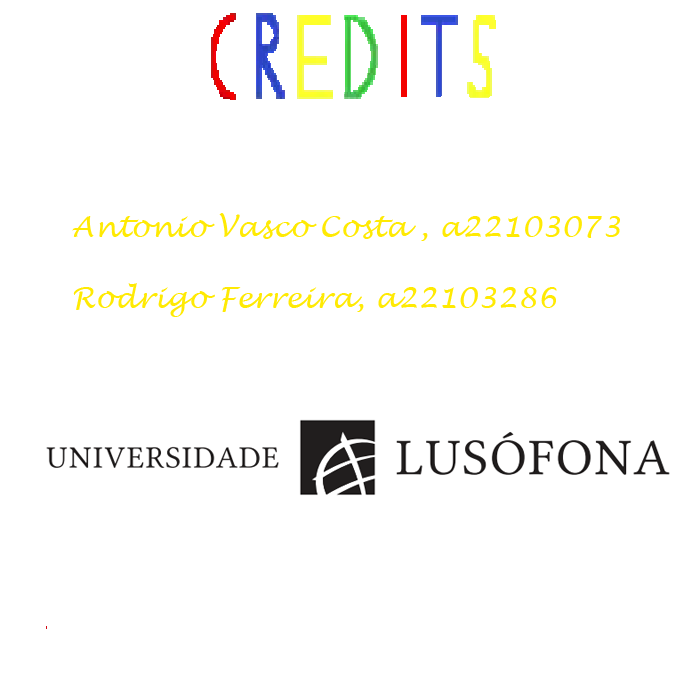 CREDITS
Antonio Vasco Costa , a22103073
Rodrigo Ferreira, a22103286
UNIVERSIDADE LUSÓFONA